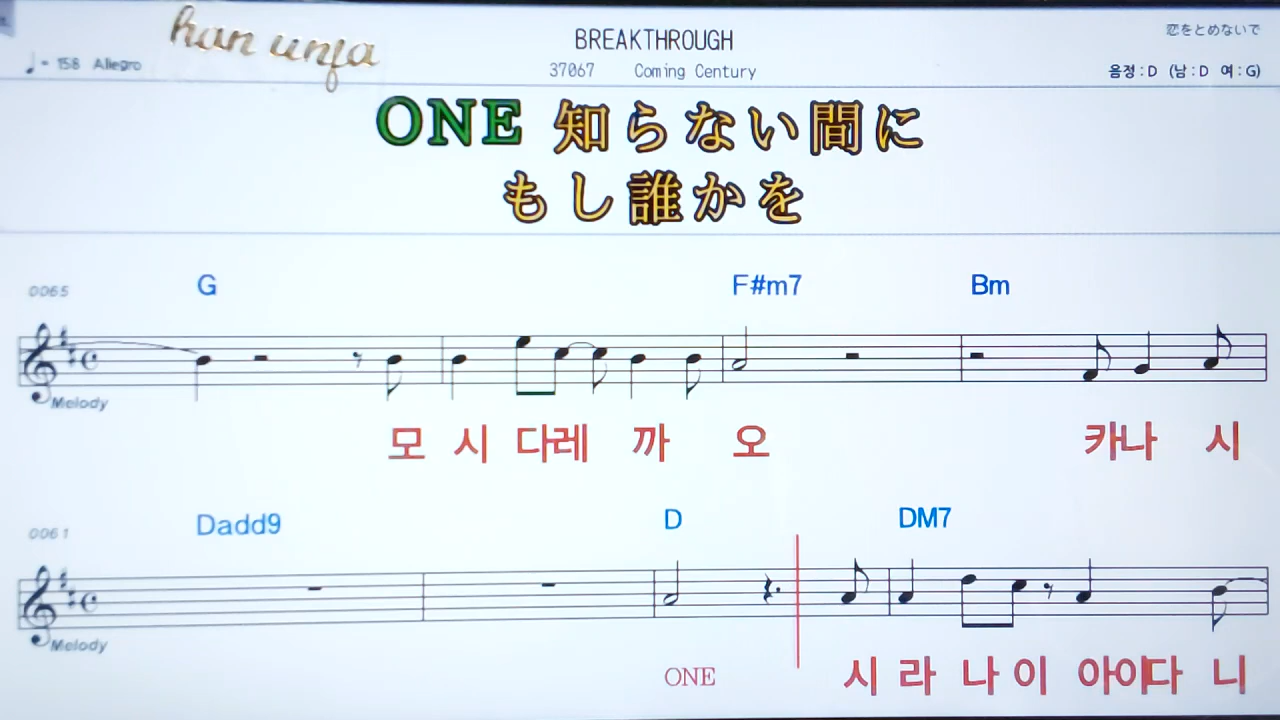 han unfa
BREAKTHROUGH
恋をとめないで
♩= 158 Allegro
37067 Coming Century
음정 : D (남 : D 여 : G)
ONE 知らない間に
もし誰かを
0065 G F#m7 Bm
Melody
모 시 다레 까 오 카나 시
0061 Dadd9 D DM7
Melody
ONE 시 라 나 이 아이다 니